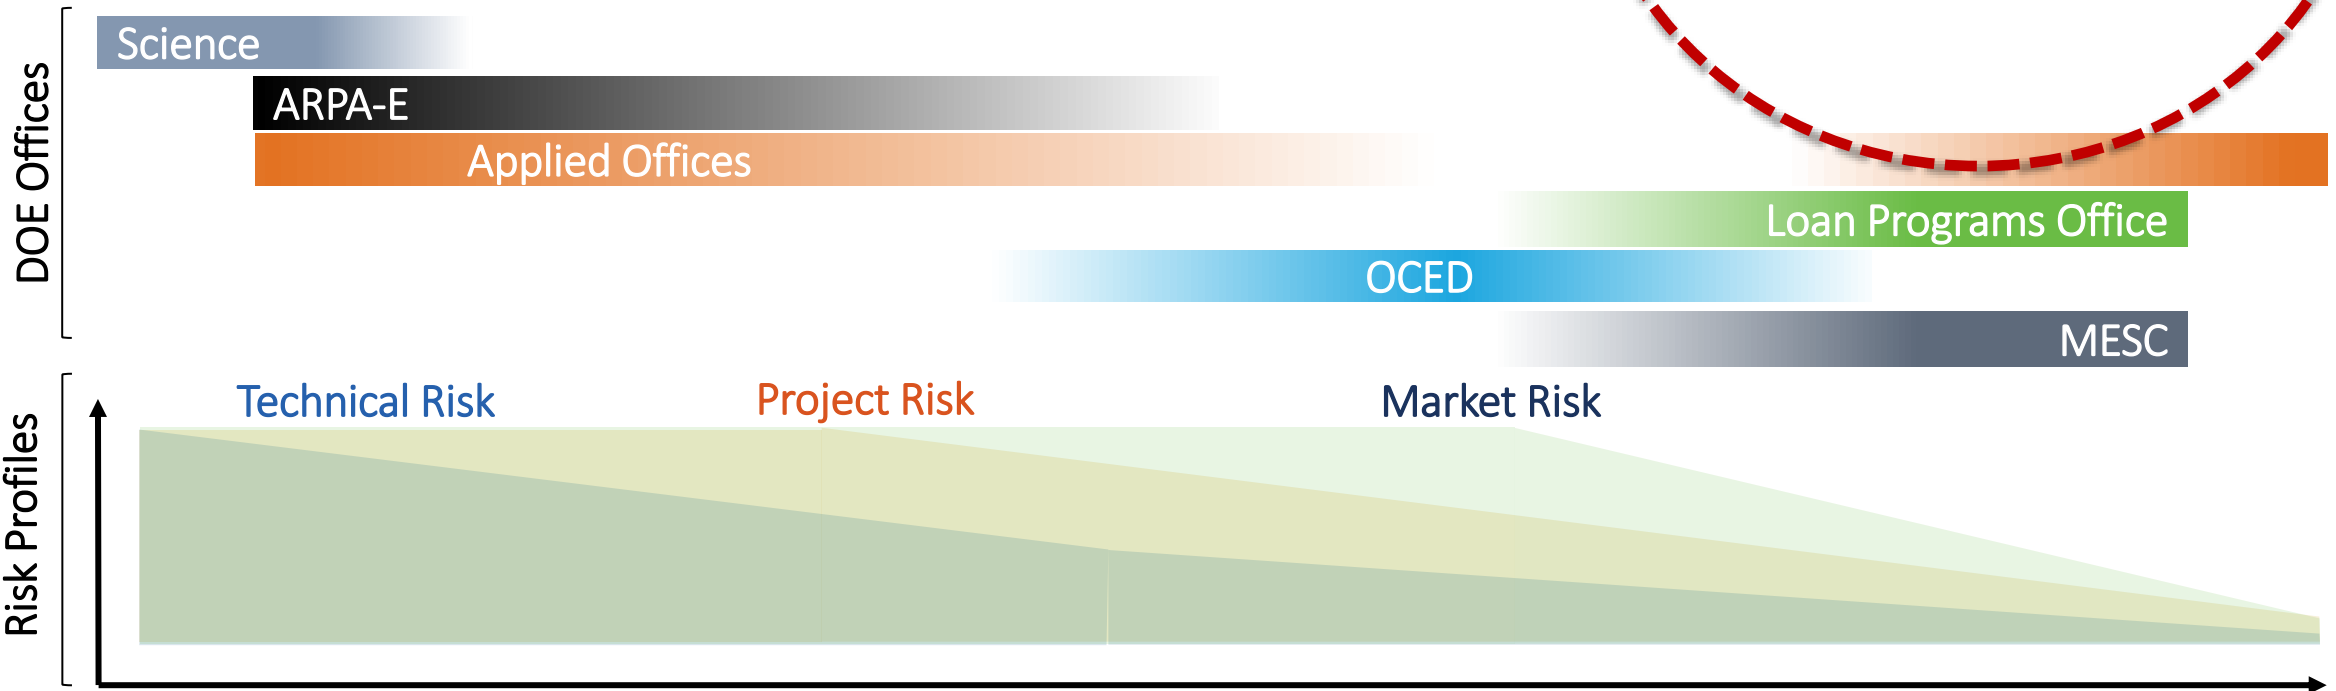 DOE Offices
Science
ARPA-E
Applied Offices
Loan Programs Office
OCED
MESC
Risk Profiles
Technical Risk
Project Risk
Market Risk